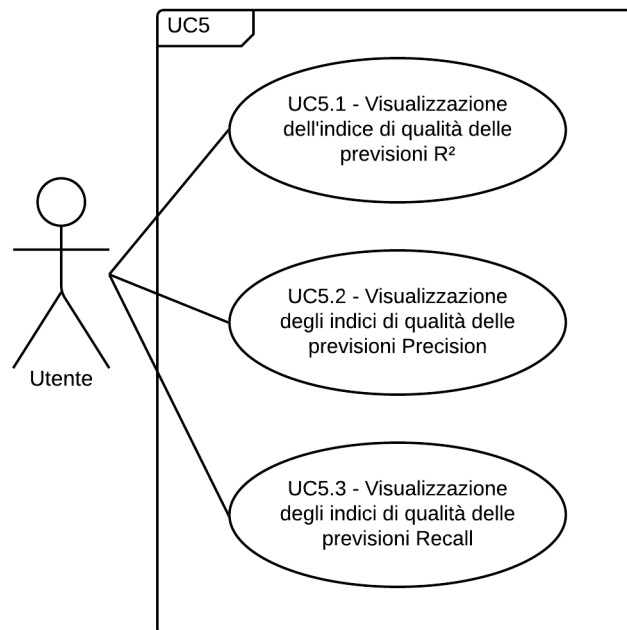 UC5
UC5.1 - Visualizzazione
dell'indice di qualità delle
previsioni R²
UC5.2 - Visualizzazione
degli indici di qualità delle
previsioni Precision
Utente
UC5.3 - Visualizzazione
degli indici di qualità delle
previsioni Recall